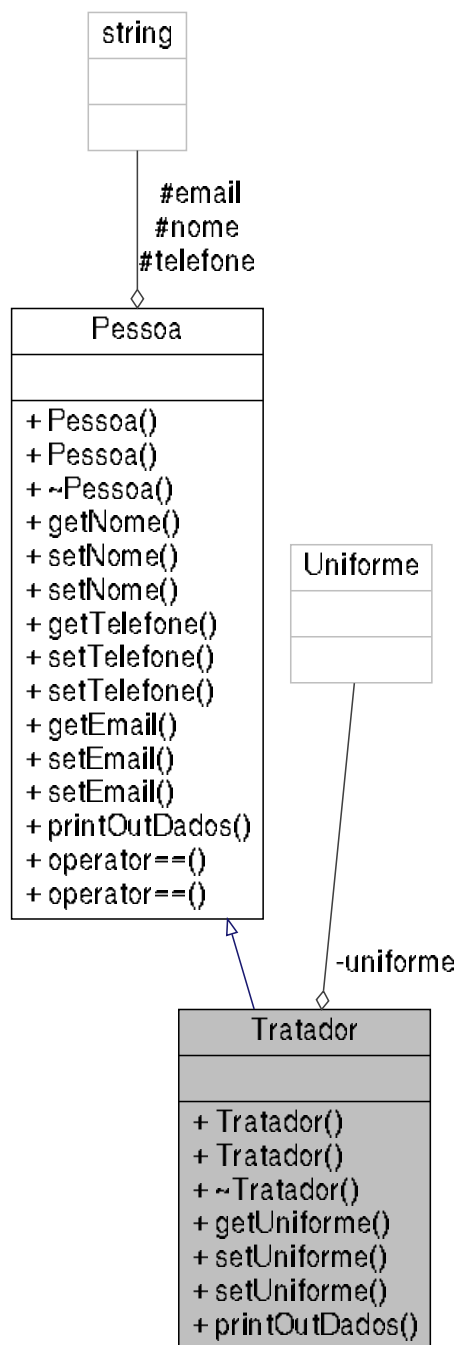 string
#email
#nome
#telefone
Pessoa
+ Pessoa()
+ Pessoa()
+ ~Pessoa()
+ getNome()
+ setNome()
+ setNome()
+ getTelefone()
+ setTelefone()
+ setTelefone()
+ getEmail()
+ setEmail()
+ setEmail()
+ printOutDados()
+ operator==()
+ operator==()
Uniforme
-uniforme
Tratador
+ Tratador()
+ Tratador()
+ ~Tratador()
+ getUniforme()
+ setUniforme()
+ setUniforme()
+ printOutDados()